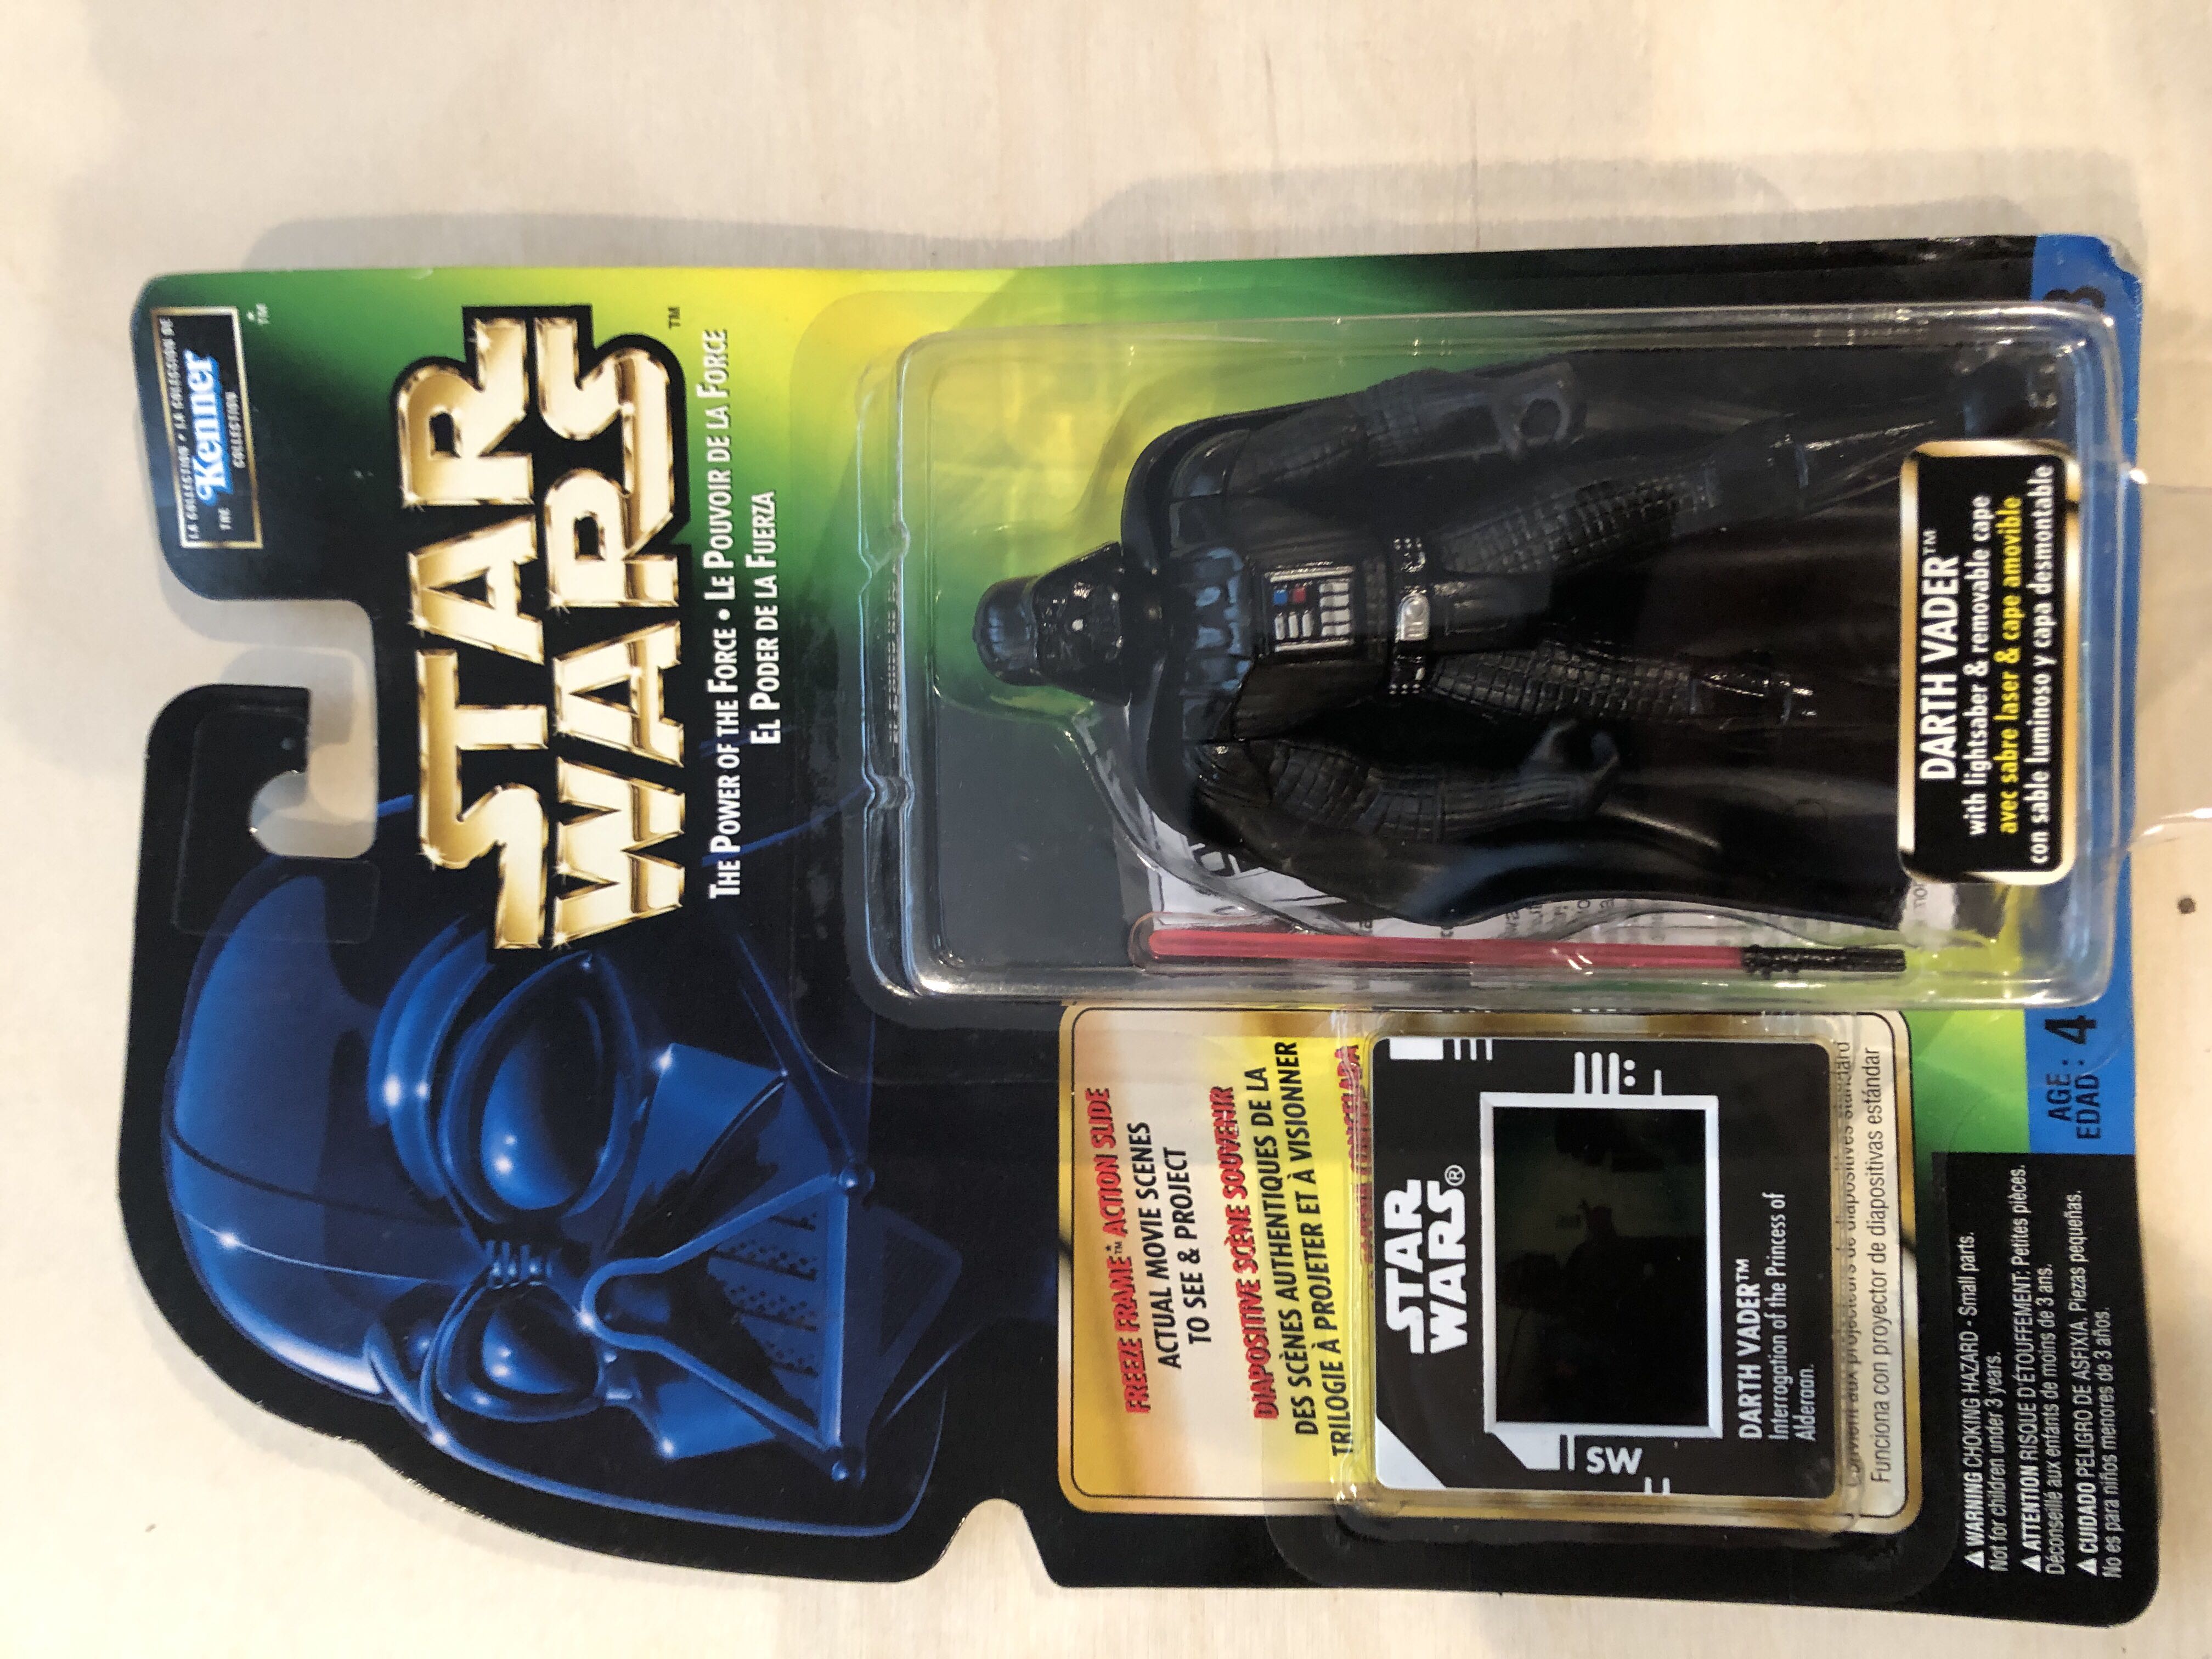 LA COLLECTION • LA COLECCIÓN DE
THE Kenner
COLLECTION
TM
STAR
WARS
TM
THE POWER OF THE FORCE • LE POUVOIR DE LA FORCE
EL PODER DE LA FUERZA
FREEZE FRAME™ ACTION SLIDE
ACTUAL MOVIE SCENES
TO SEE & PROJECT
DIAPOSITIVE SCÈNE SOUVENIR
DES SCÈNES AUTHENTIQUES DE LA
TRILOGIE À PROJETER ET À VISIONNER
STAR
WARS®
SW
DARTH VADER™
Interrogation of the Princess of
Alderaan.
Funciona con proyector de diapositivas estándar
DARTH VADER™
with lightsaber & removable cape
avec sabre laser & cape amovible
con sable luminoso y capa desmontable
⚠WARNING CHOKING HAZARD - Small parts.
Not for children under 3 years.
⚠ATTENTION RISQUE D'ÉTOUFFEMENT: Petites pièces.
Déconseillé aux enfants de moins de 3 ans.
⚠CUIDADO PELIGRO DE ASFIXIA. Piezas pequeñas.
No es para niños menores de 3 años.
AGE:
EDAD: 4